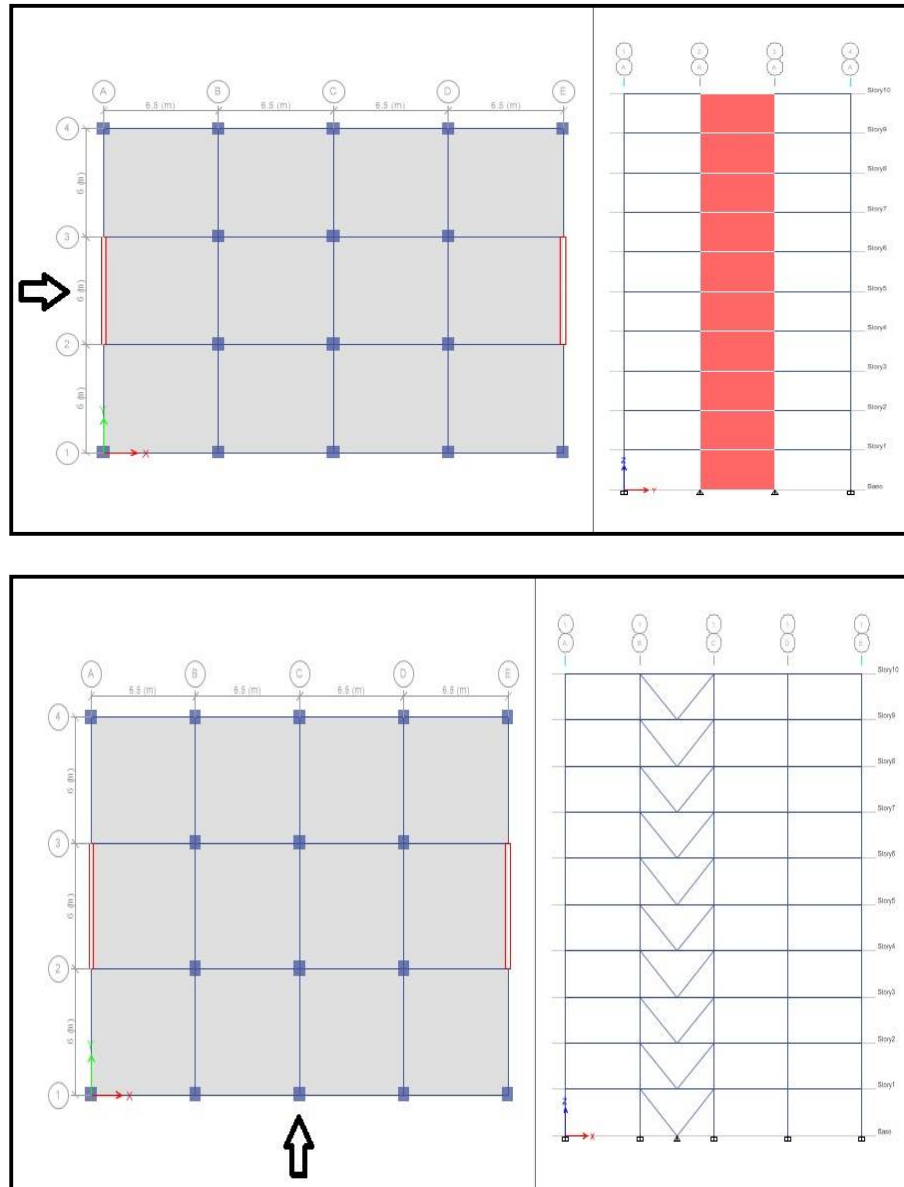 A B C D E
6.5 (m) 6.5 (m) 6.5 (m) 6.5 (m)
4
6 (m)
3
6 (m)
2
6 (m)
1
Y
X
1 2 3 4
A A A A
Story10
Story9
Story8
Story7
Story6
Story5
Story4
Story3
Story2
Story1
Base
Z
Y
A B C D E
6.5 (m) 6.5 (m) 6.5 (m) 6.5 (m)
4
6 (m)
3
6 (m)
2
6 (m)
1
Y
X
1 1 1 1 1
A B C D E
Story10
Story9
Story8
Story7
Story6
Story5
Story4
Story3
Story2
Story1
Base
Z
X